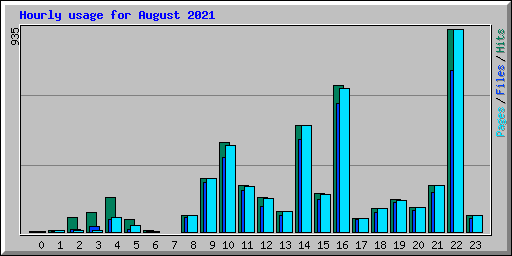 Hourly usage for August 2021
935
Pages/Files/Hits
0 1 2 3 4 5 6 7 8 9 10 11 12 13 14 15 16 17 18 19 20 21 22 23